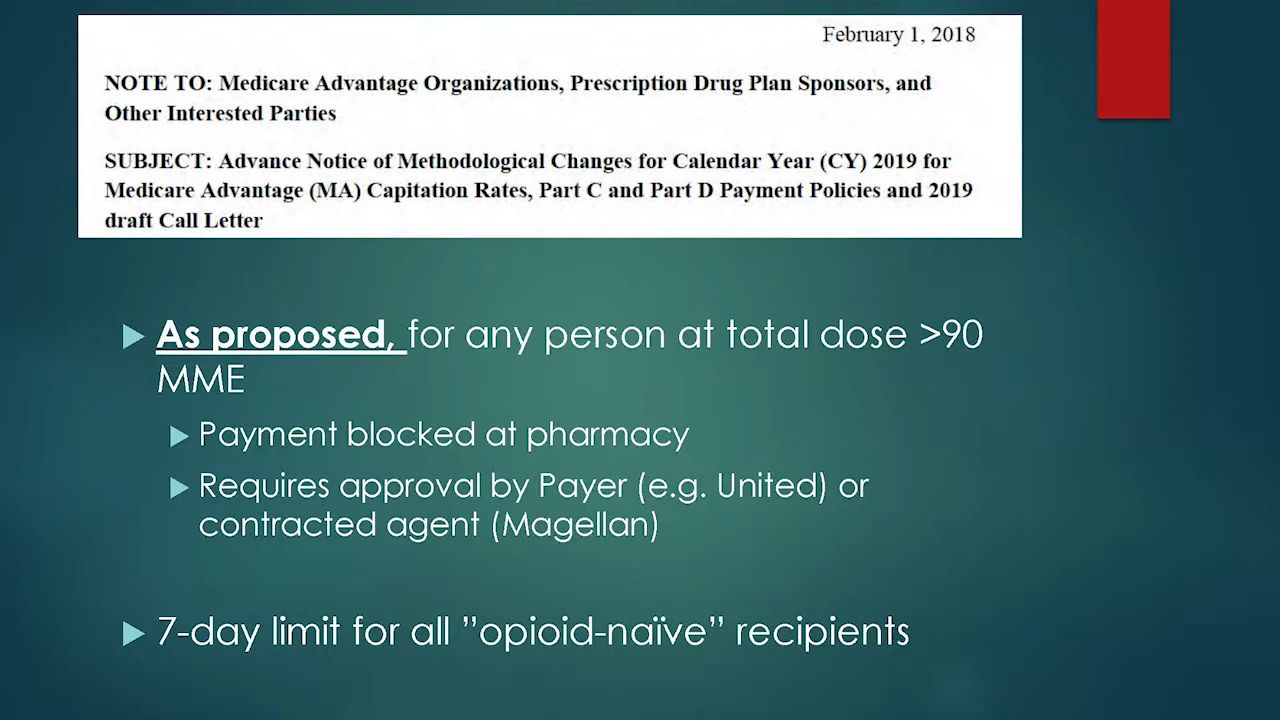 February 1, 2018
NOTE TO: Medicare Advantage Organizations, Prescription Drug Plan Sponsors, and
Other Interested Parties
SUBJECT: Advance Notice of Methodological Changes for Calendar Year (CY) 2019 for
Medicare Advantage (MA) Capitation Rates, Part C and Part D Payment Policies and 2019
draft Call Letter
As proposed, for any person at total dose >90
MME
Payment blocked at pharmacy
Requires approval by Payer (e.g. United) or
contracted agent (Magellan)
7-day limit for all ”opioid-naïve” recipients